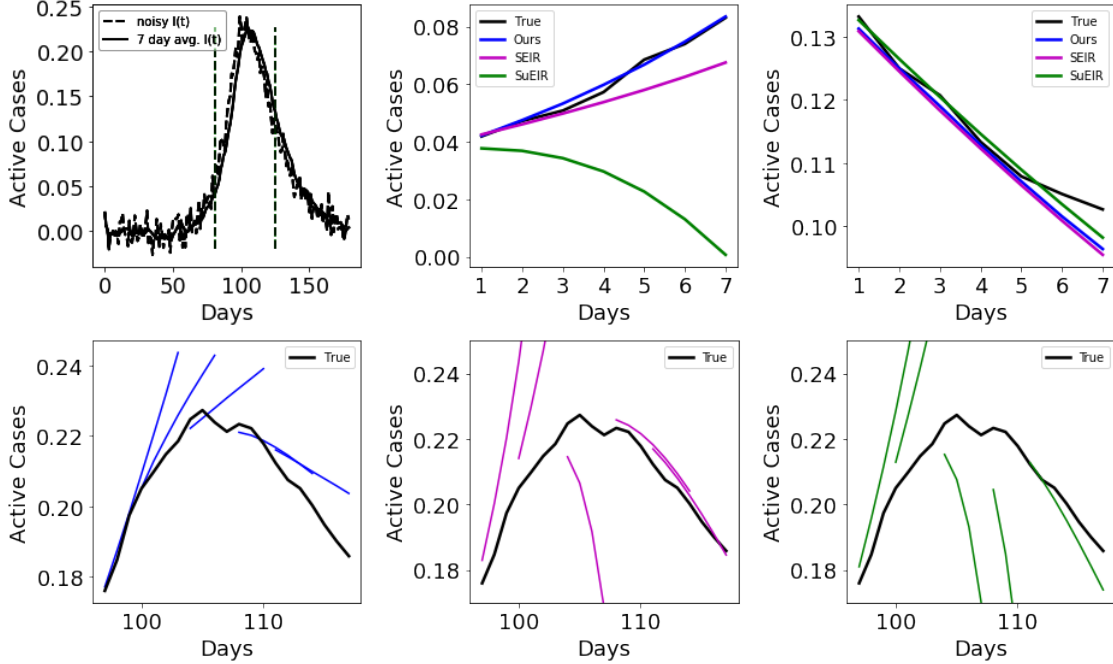 0.25
0.20
0.15
0.10
0.05
0.00
Active Cases
noisy I(t)
7 day avg. I(t)
0 50 100 150
Days
0.08
0.06
0.04
0.02
0.00
Active Cases
True
Ours
SEIR
SuEIR
1 2 3 4 5 6 7
Days
0.13
0.12
0.11
0.10
Active Cases
True
Ours
SEIR
SuEIR
1 2 3 4 5 6 7
Days
0.24
0.22
0.20
0.18
Active Cases
True
100 110
Days
0.24
0.22
0.20
0.18
Active Cases
True
100 110
Days
0.24
0.22
0.20
0.18
Active Cases
True
100 110
Days